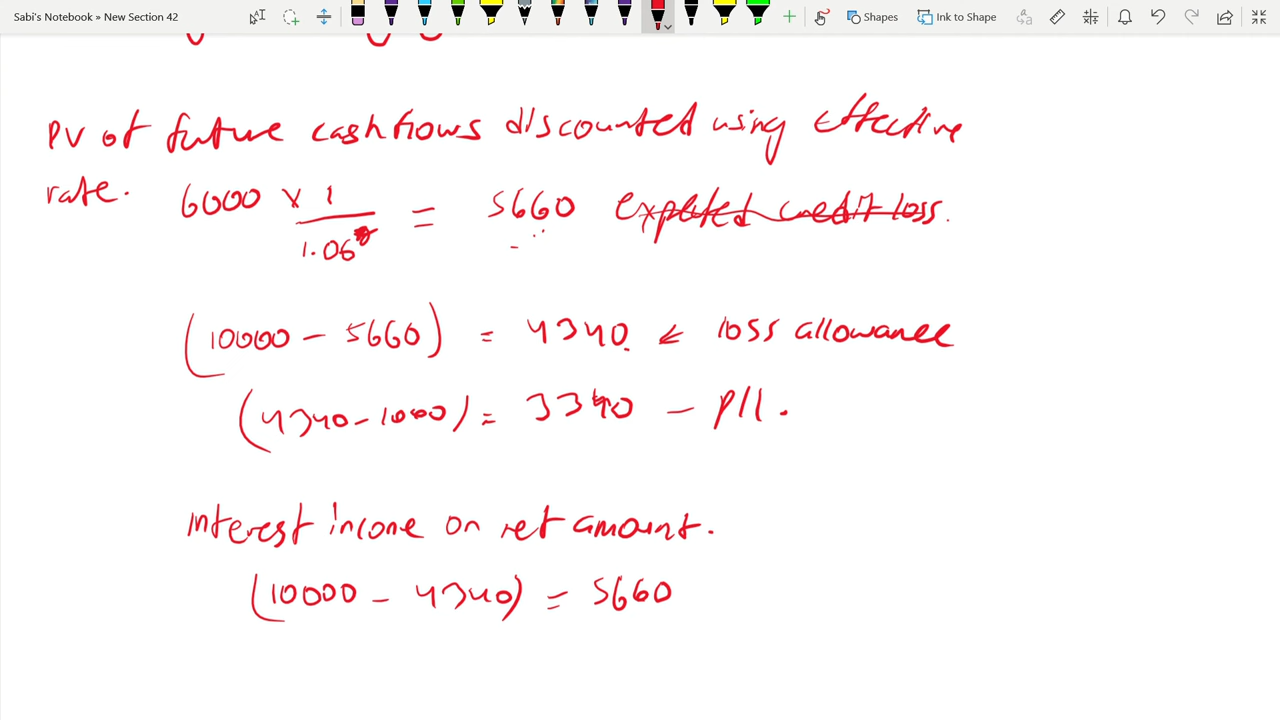 Sabi's Notebook » New Section 42
Shapes
Ink to Shape
PV of future cashflows discounted using effective
rate. 6000 x 1/1.06 = 5660 expected credit loss.
(10000 - 5660) = 4340 ← loss allowance
(4340 - 1000) = 3340 - P/L.
Interest income on net amount.
(10000 - 4340) = 5660